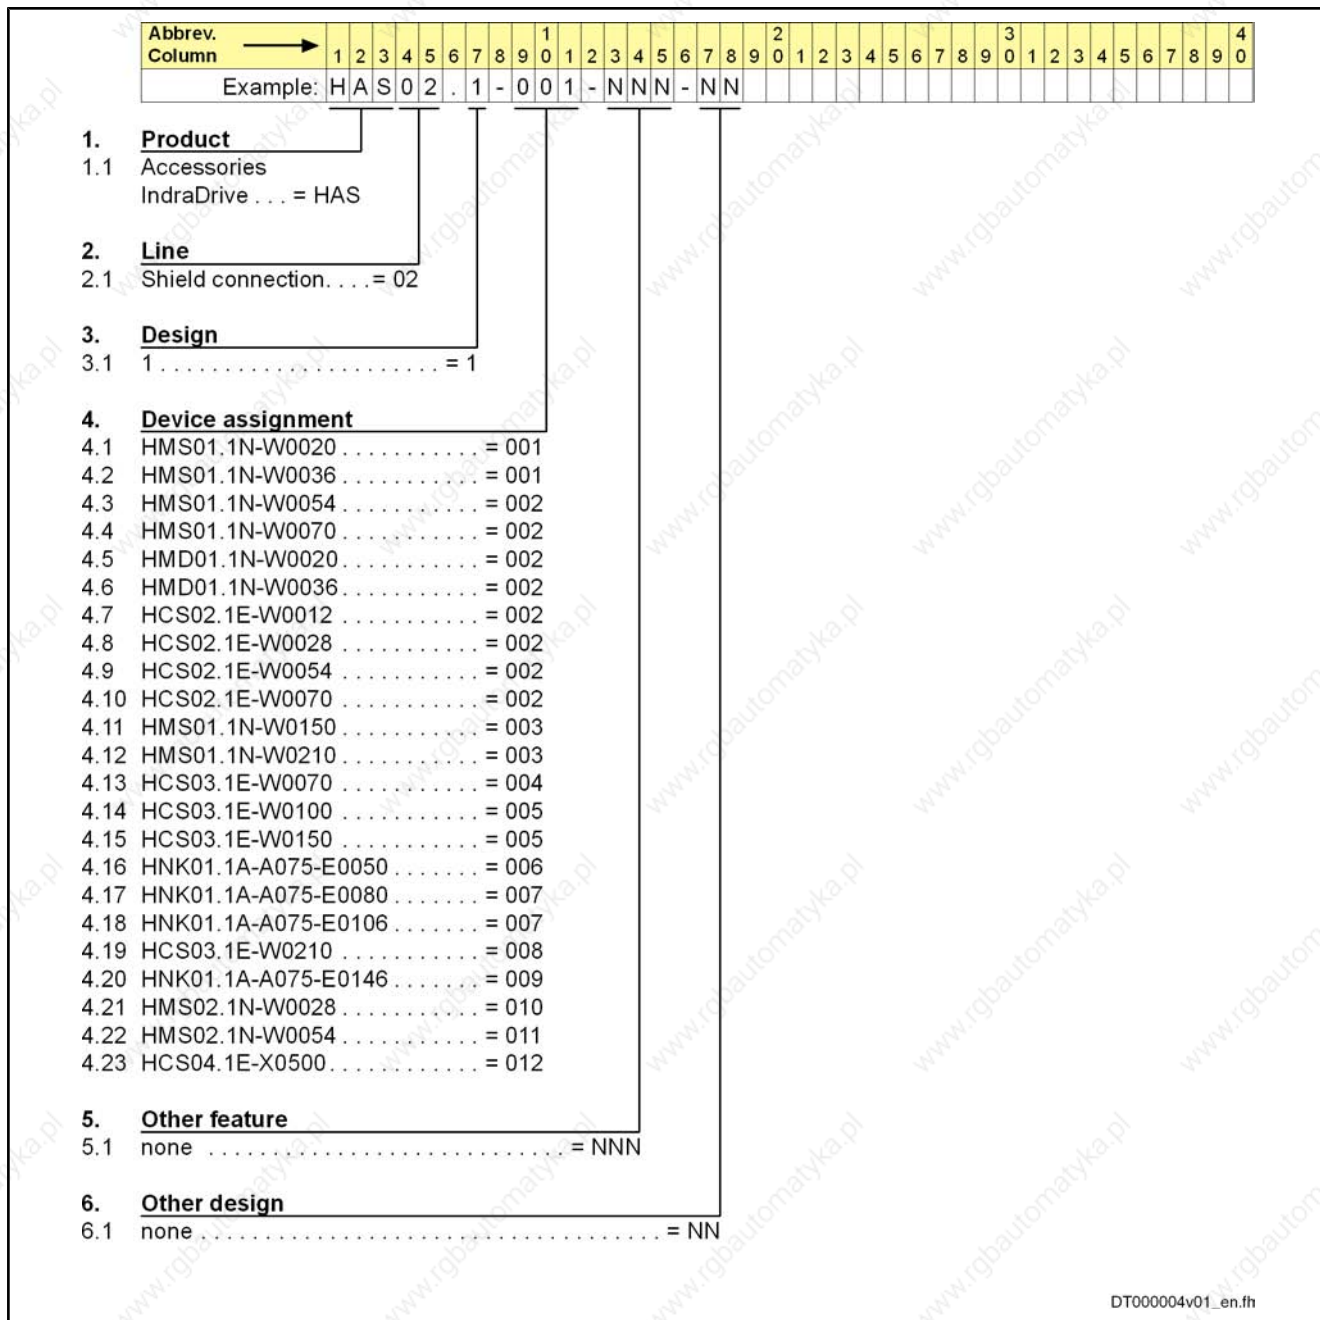 Abbrev. 1 2 3 4
Column 1 2 3 4 5 6 7 8 9 0 1 2 3 4 5 6 7 8 9 0 1 2 3 4 5 6 7 8 9 0 1 2 3 4 5 6 7 8 9 0
Example: H A S 0 2 . 1 - 0 0 1 - N N N - N N
1. Product
1.1 Accessories
IndraDrive . . . = HAS
2. Line
2.1 Shield connection. . . . = 02
3. Design
3.1 1 . . . . . . . . . . . . . . . . . . . . . . = 1
4. Device assignment
4.1 HMS01.1N-W0020 . . . . . . . . . . . = 001
4.2 HMS01.1N-W0036 . . . . . . . . . . . = 001
4.3 HMS01.1N-W0054 . . . . . . . . . . . = 002
4.4 HMS01.1N-W0070 . . . . . . . . . . . = 002
4.5 HMD01.1N-W0020. . . . . . . . . . . = 002
4.6 HMD01.1N-W0036. . . . . . . . . . . = 002
4.7 HCS02.1E-W0012 . . . . . . . . . . . = 002
4.8 HCS02.1E-W0028 . . . . . . . . . . . = 002
4.9 HCS02.1E-W0054 . . . . . . . . . . . = 002
4.10 HCS02.1E-W0070 . . . . . . . . . . . = 002
4.11 HMS01.1N-W0150 . . . . . . . . . . . = 003
4.12 HMS01.1N-W0210 . . . . . . . . . . . = 003
4.13 HCS03.1E-W0070 . . . . . . . . . . . = 004
4.14 HCS03.1E-W0100 . . . . . . . . . . . = 005
4.15 HCS03.1E-W0150 . . . . . . . . . . . = 005
4.16 HNK01.1A-A075-E0050 . . . . . . . = 006
4.17 HNK01.1A-A075-E0080 . . . . . . . = 007
4.18 HNK01.1A-A075-E0106 . . . . . . . = 007
4.19 HCS03.1E-W0210 . . . . . . . . . . . = 008
4.20 HNK01.1A-A075-E0146 . . . . . . . = 009
4.21 HMS02.1N-W0028 . . . . . . . . . . . = 010
4.22 HMS02.1N-W0054 . . . . . . . . . . . = 011
4.23 HCS04.1E-X0500. . . . . . . . . . . . = 012
5. Other feature
5.1 none . . . . . . . . . . . . . . . . . . . . . . . . . . . . = NNN
6. Other design
6.1 none . . . . . . . . . . . . . . . . . . . . . . . . . . . . . . . . . . . . = NN
DT000004v01_en.fh
www.rgbautomatyka.pl